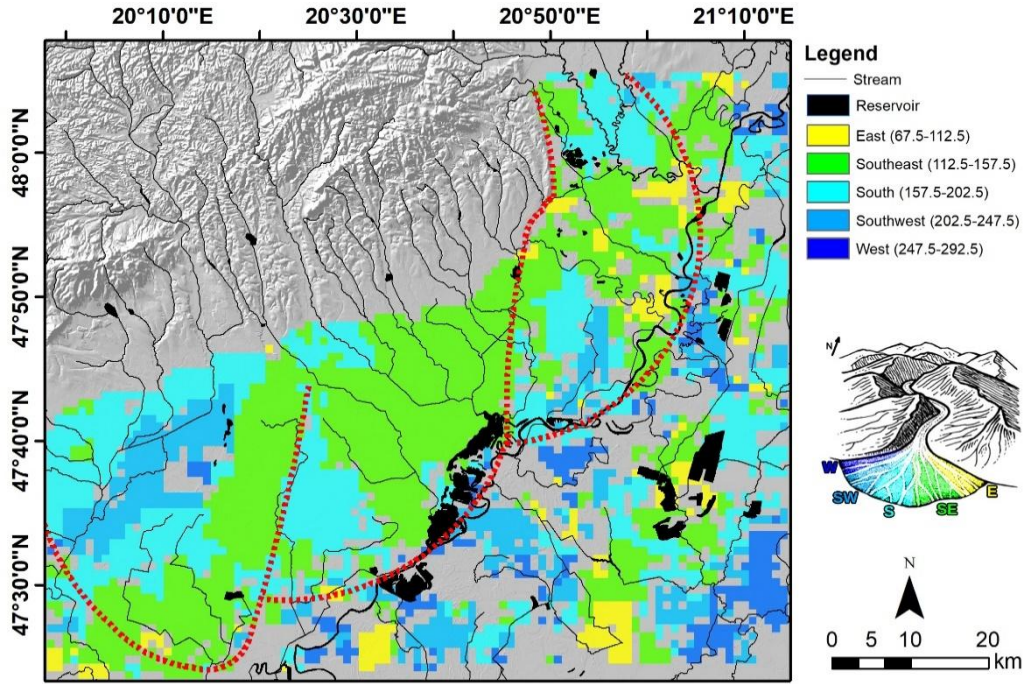 20°10'0"E 20°30'0"E 20°50'0"E 21°10'0"E
48°0'0"N
47°50'0"N
47°40'0"N
47°30'0"N
Legend
Stream
Reservoir
East (67.5-112.5)
Southeast (112.5-157.5)
South (157.5-202.5)
Southwest (202.5-247.5)
West (247.5-292.5)
N
W
SW
S
SE
E
N
0 5 10 20
km